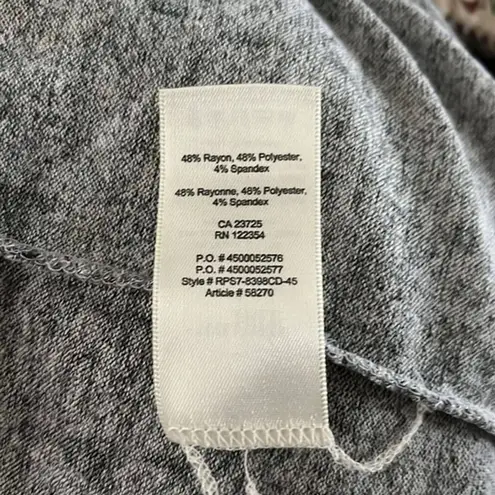 48% Rayon, 48% Polyester,
4% Spandex
48% Rayonne, 48% Polyester,
4% Spandex
CA 23725
RN 122354
P.O. # 4500052576
P.O. # 4500052577
Style # RPS7-8398CD-45
Article # 58270